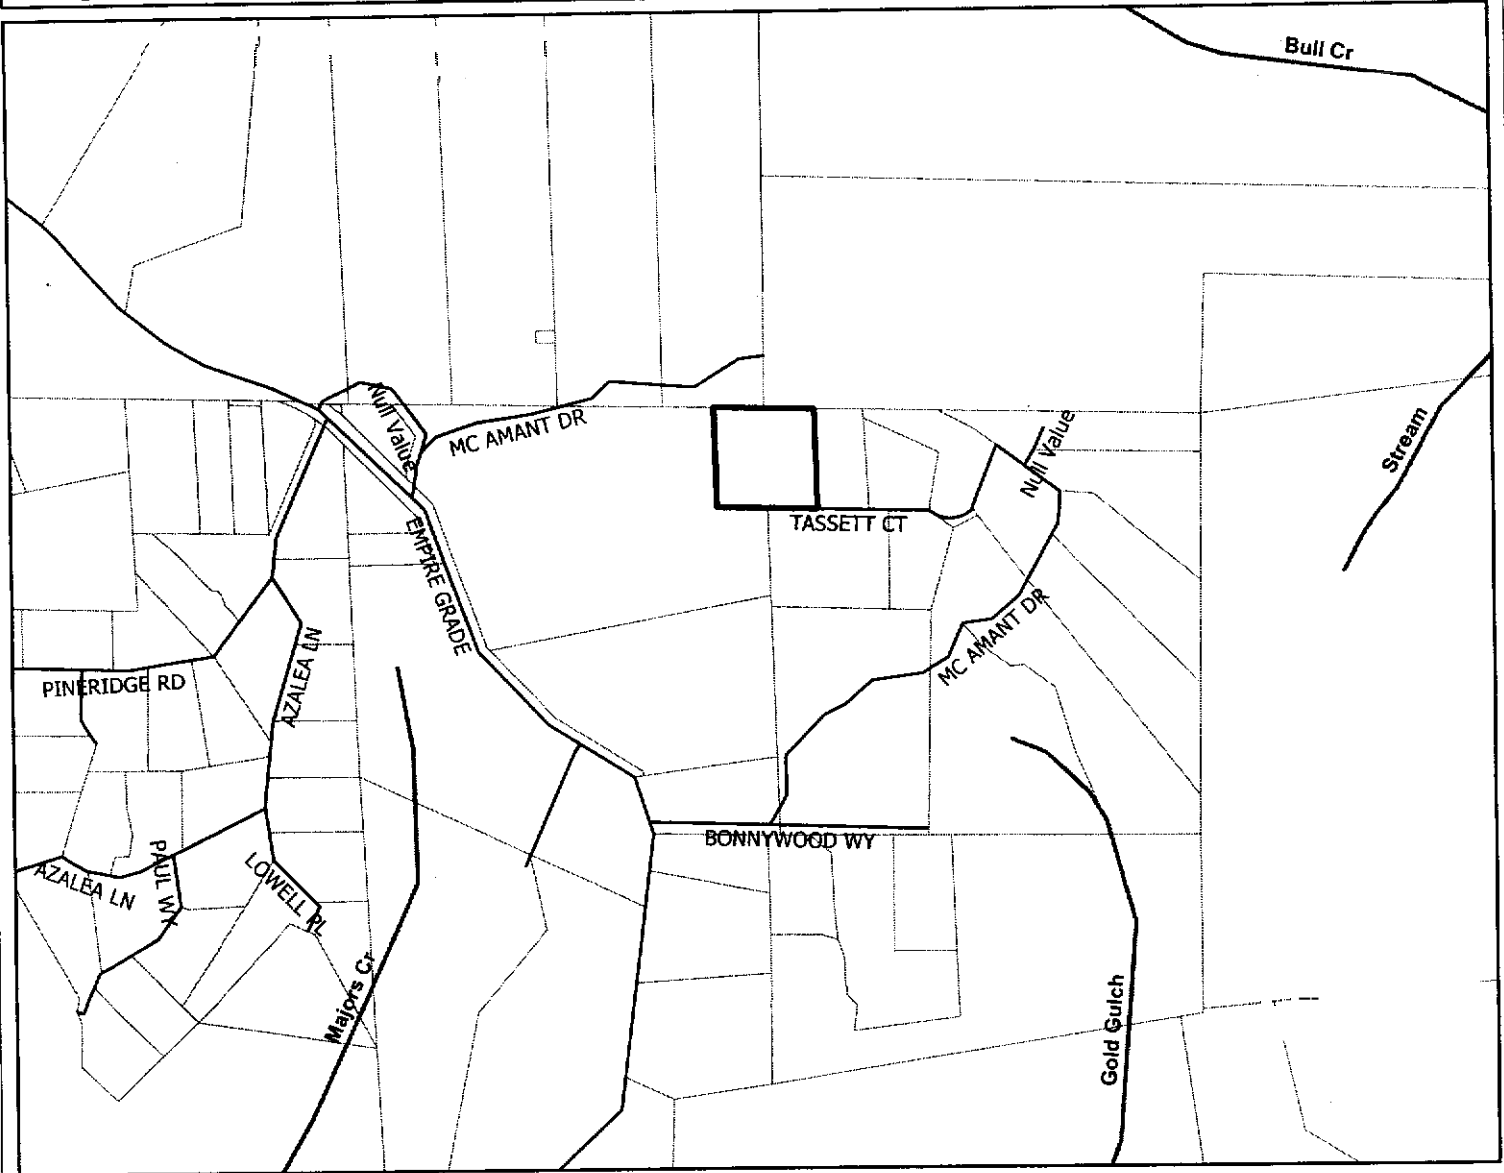 Bull Cr
Null Value
MC AMANT DR
Null Value
Stream
TASSETT CT
EMPIRE GRADE
MC AMANT DR
AZALEA LN
PINERIDGE RD
BONNYWOOD WY
PAUL WY
LOWELL PL
AZALEA LN
Majors Cr
Gold Gulch